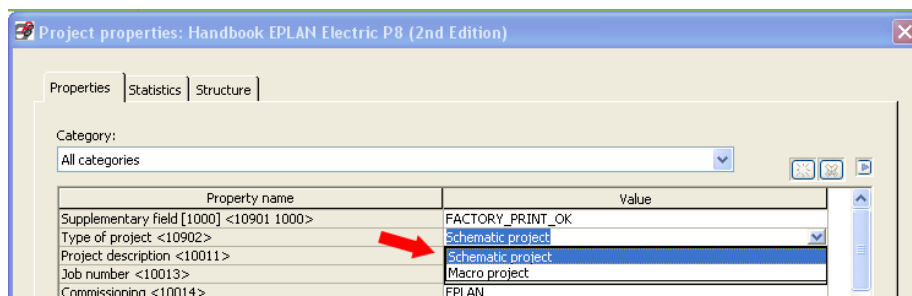 Project properties: Handbook EPLAN Electric P8 (2nd Edition)
Properties Statistics Structure
Category:
All categories
Property name Value
Supplementary field [1000] <10901 1000> FACTORY_PRINT_OK
Type of project <10902> Schematic project
Project description <10011> Schematic project
Job number <10013> Macro project
Commissioning <10014> EPLAN